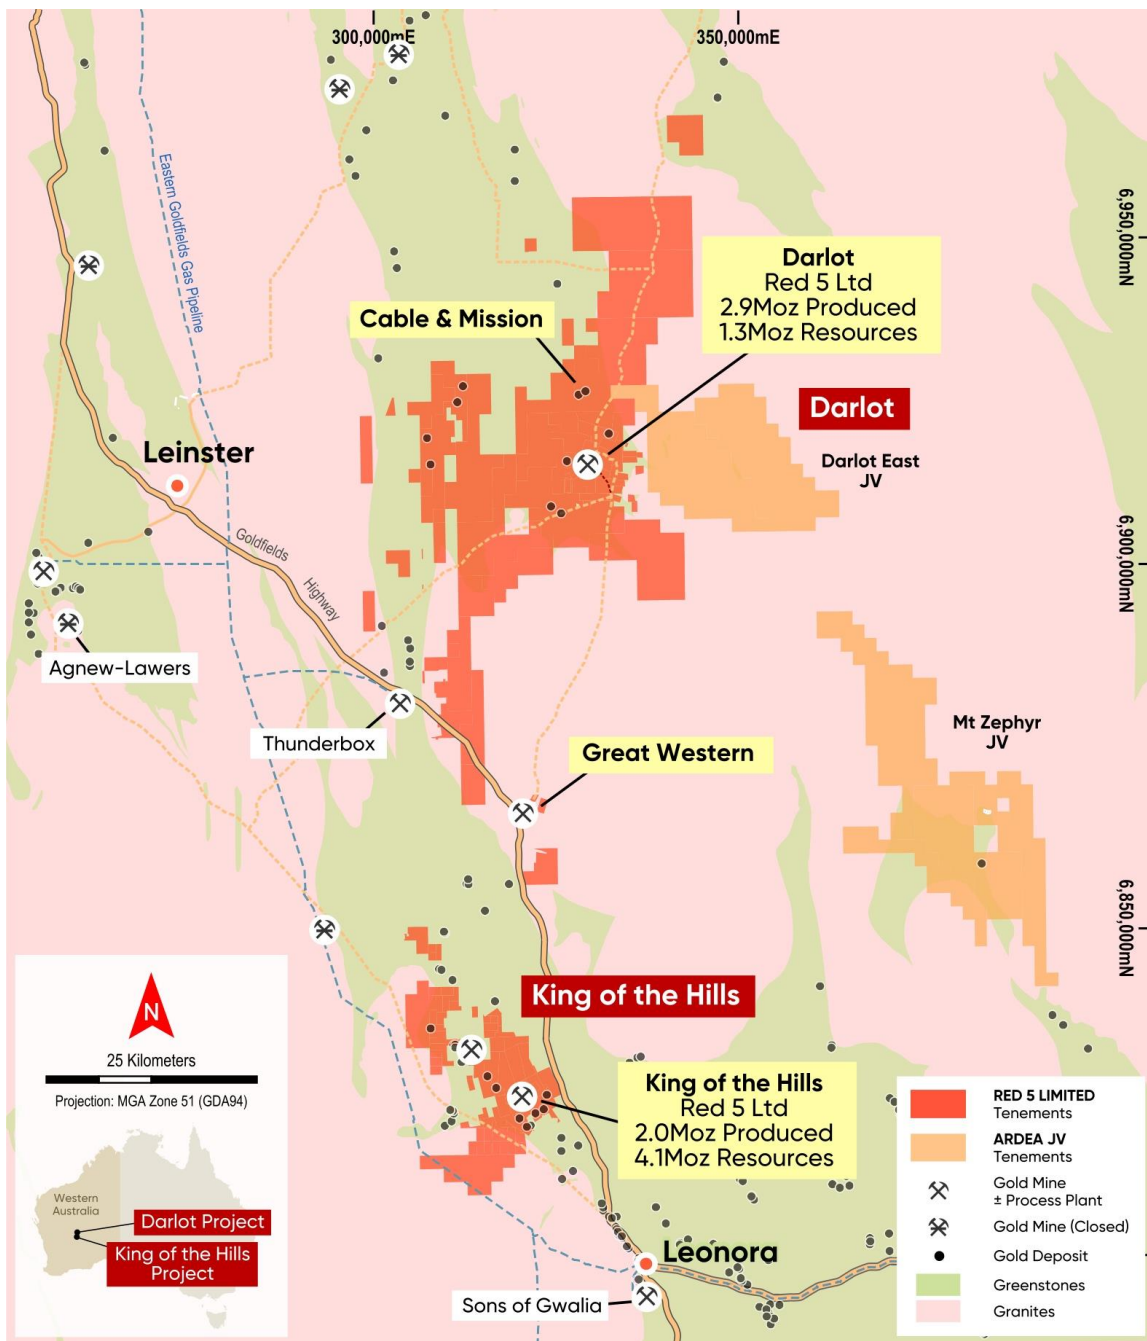 300,000mE
350,000mE
6,950,000mN
6,900,000mN
6,850,000mN
Eastern Goldfields Gas Pipeline
Darlot
Red 5 Ltd
2.9Moz Produced
1.3Moz Resources
Cable & Mission
Darlot
Darlot East
JV
Leinster
Goldfields
Highway
Agnew-Lawers
Thunderbox
Great Western
Mt Zephyr
JV
King of the Hills
King of the Hills
Red 5 Ltd
2.0Moz Produced
4.1Moz Resources
Leonora
Sons of Gwalia
N
25 Kilometers
Projection: MGA Zone 51 (GDA94)
Western
Australia
Darlot Project
King of the Hills
Project
RED 5 LIMITED
Tenements
ARDEA JV
Tenements
Gold Mine
± Process Plant
Gold Mine (Closed)
Gold Deposit
Greenstones
Granites